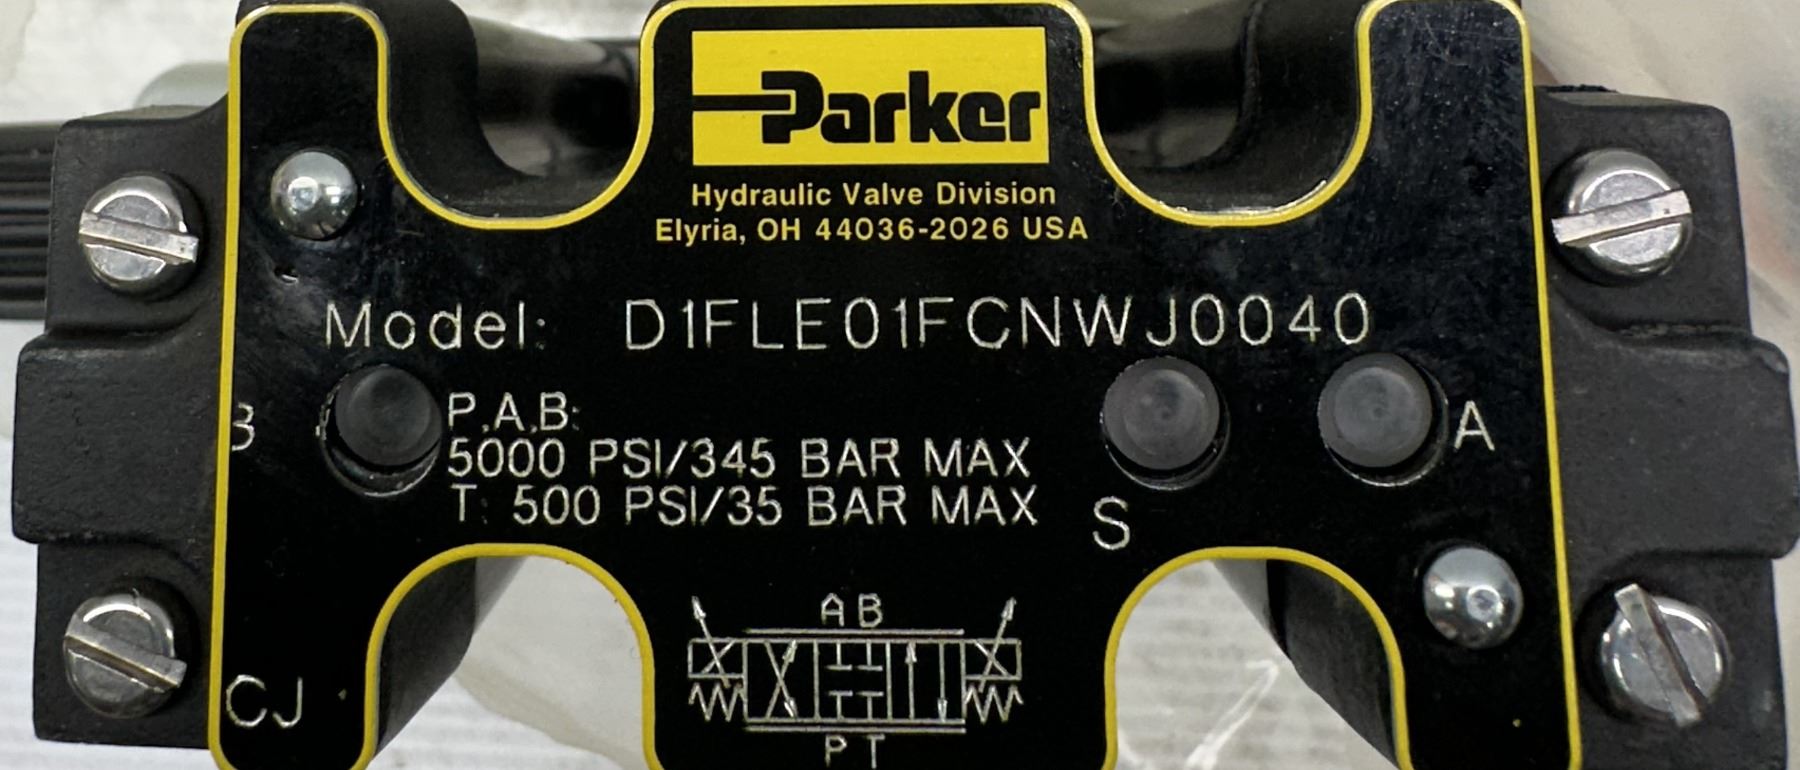 Parker
Hydraulic Valve Division
Elyria, OH 44036-2026 USA
Model: D1FLE01FCNWJ0040
B
P.A.B:
A
5000 PSI/345 BAR MAX
T: 500 PSI/35 BAR MAX
S
AB
CJ
PT